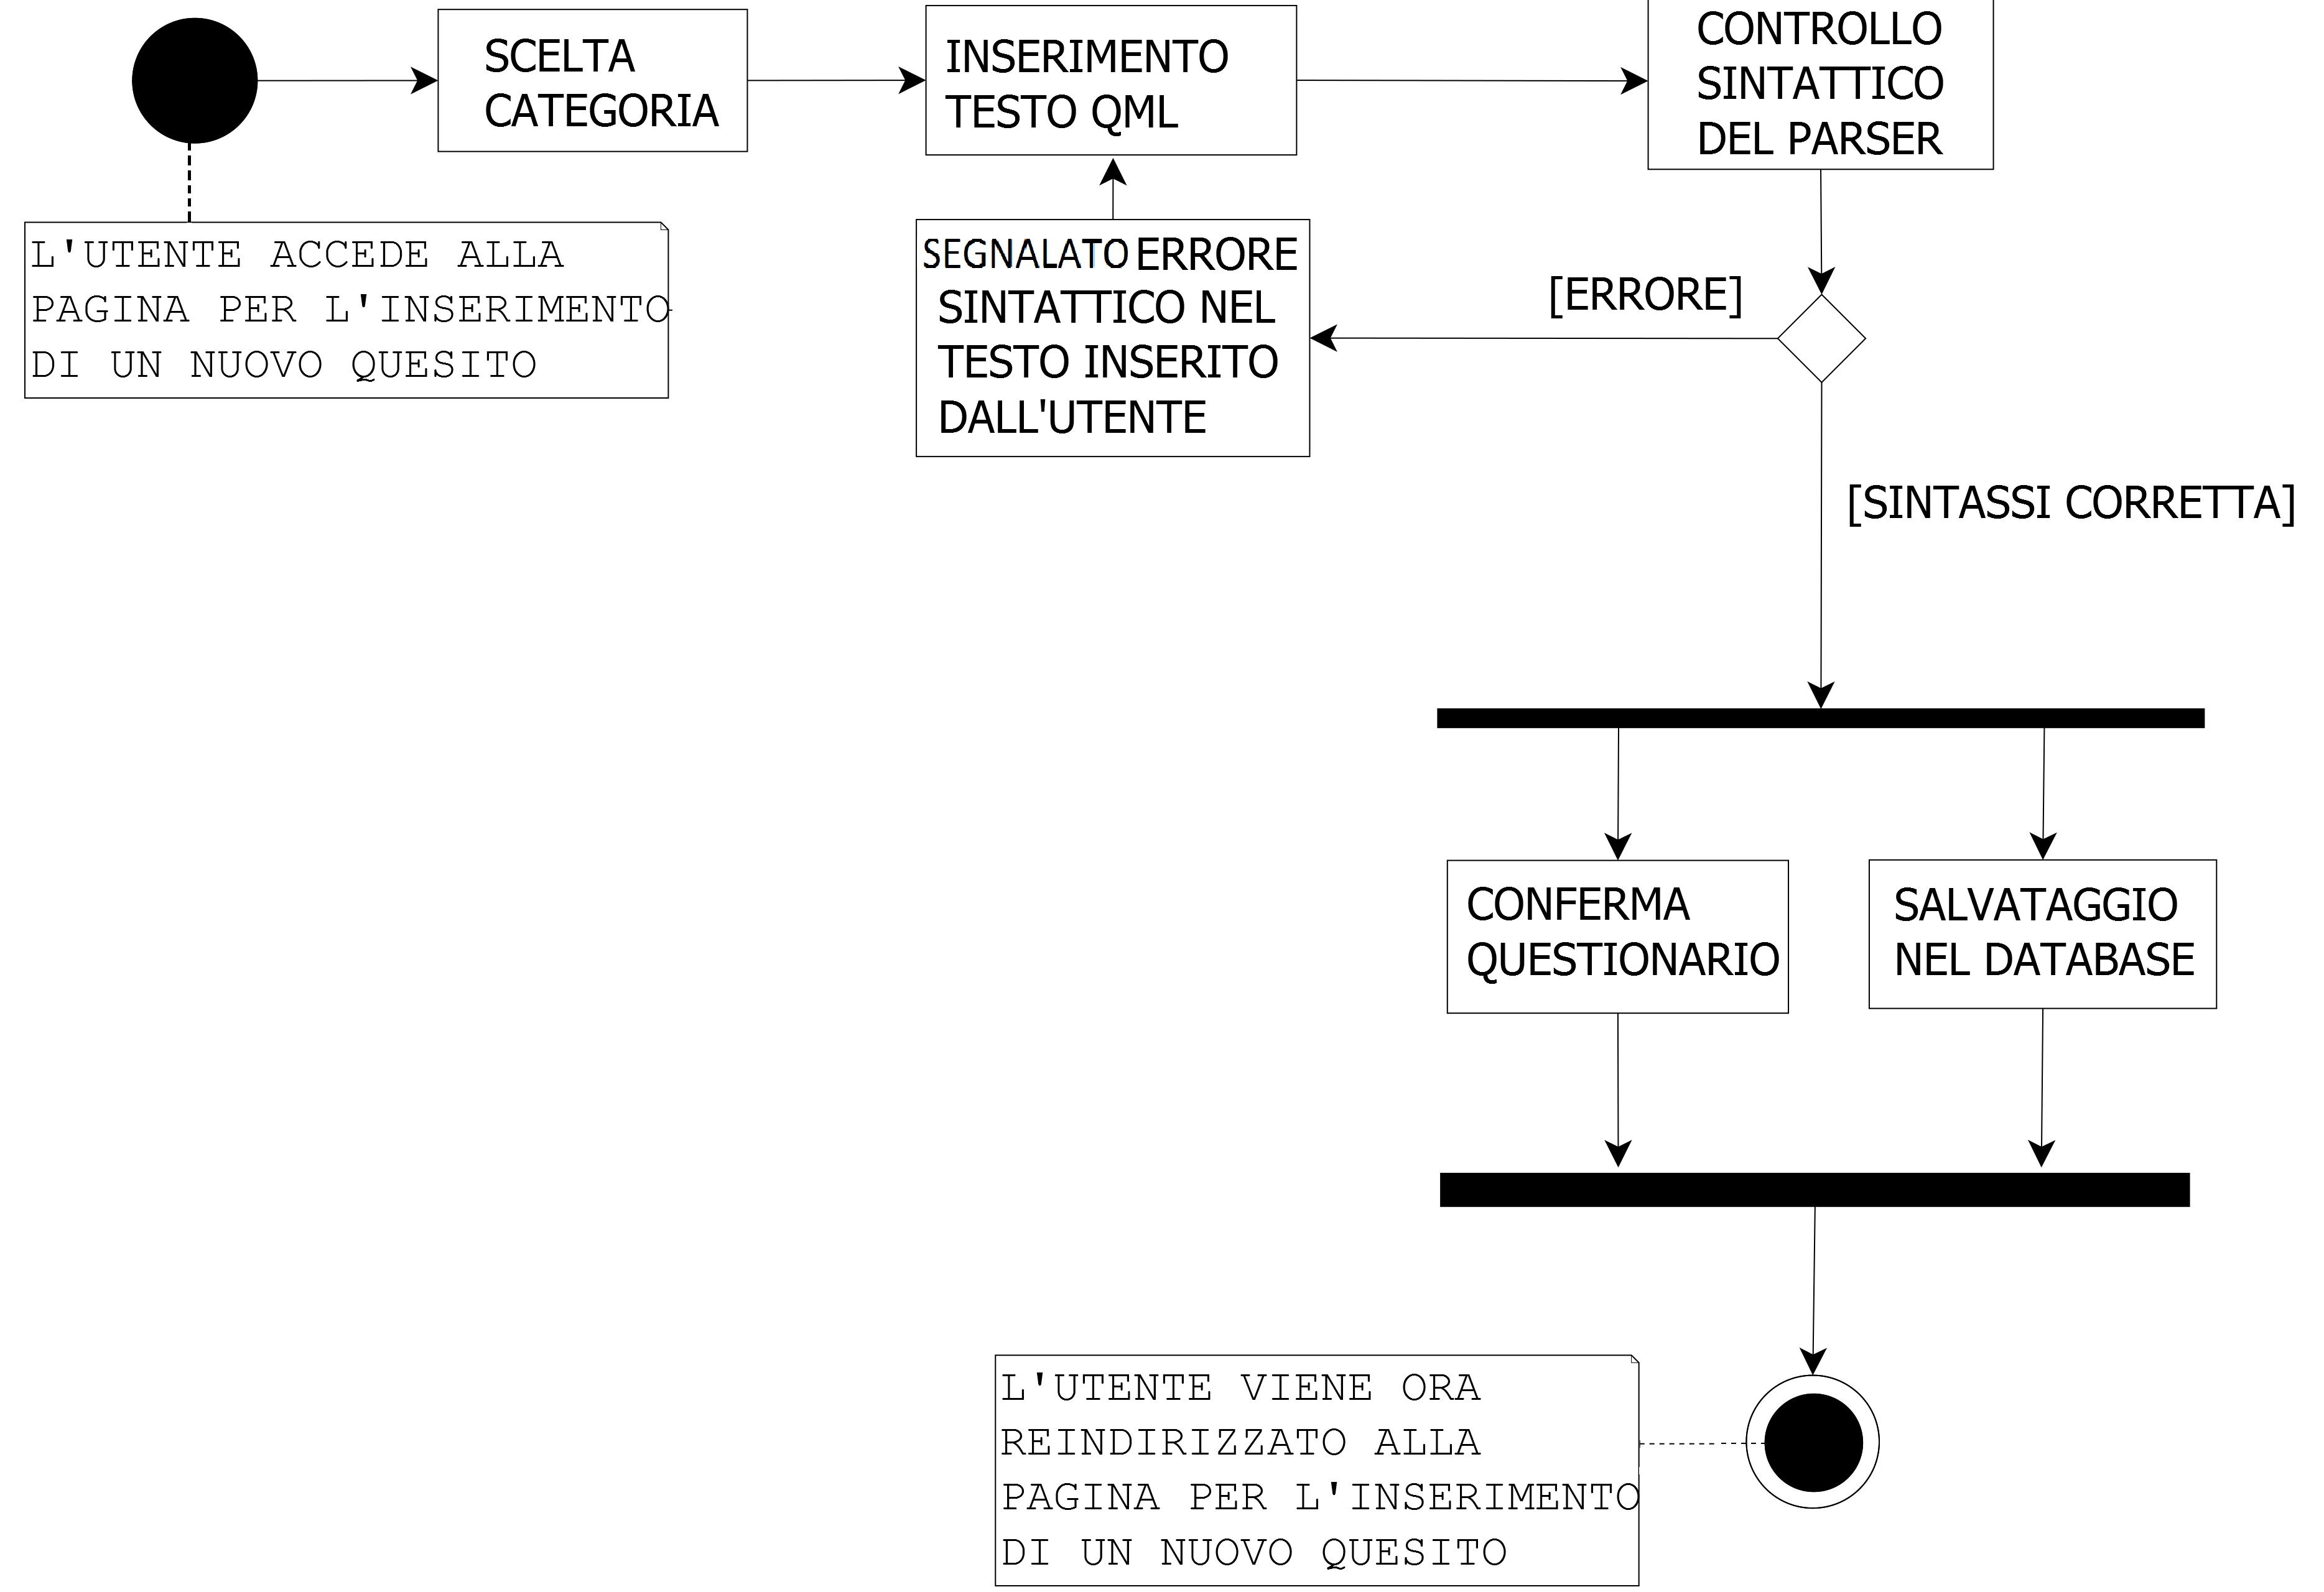 SCELTA
CATEGORIA
INSERIMENTO
TESTO QML
CONTROLLO
SINTATTICO
DEL PARSER
L'UTENTE ACCEDE ALLA
PAGINA PER L'INSERIMENTO
DI UN NUOVO QUESITO
SEGNALATO ERRORE
SINTATTICO NEL
TESTO INSERITO
DALL'UTENTE
[ERRORE]
[SINTASSI CORRETTA]
CONFERMA
QUESTIONARIO
SALVATAGGIO
NEL DATABASE
L'UTENTE VIENE ORA
REINDIRIZZATO ALLA
PAGINA PER L'INSERIMENTO
DI UN NUOVO QUESITO